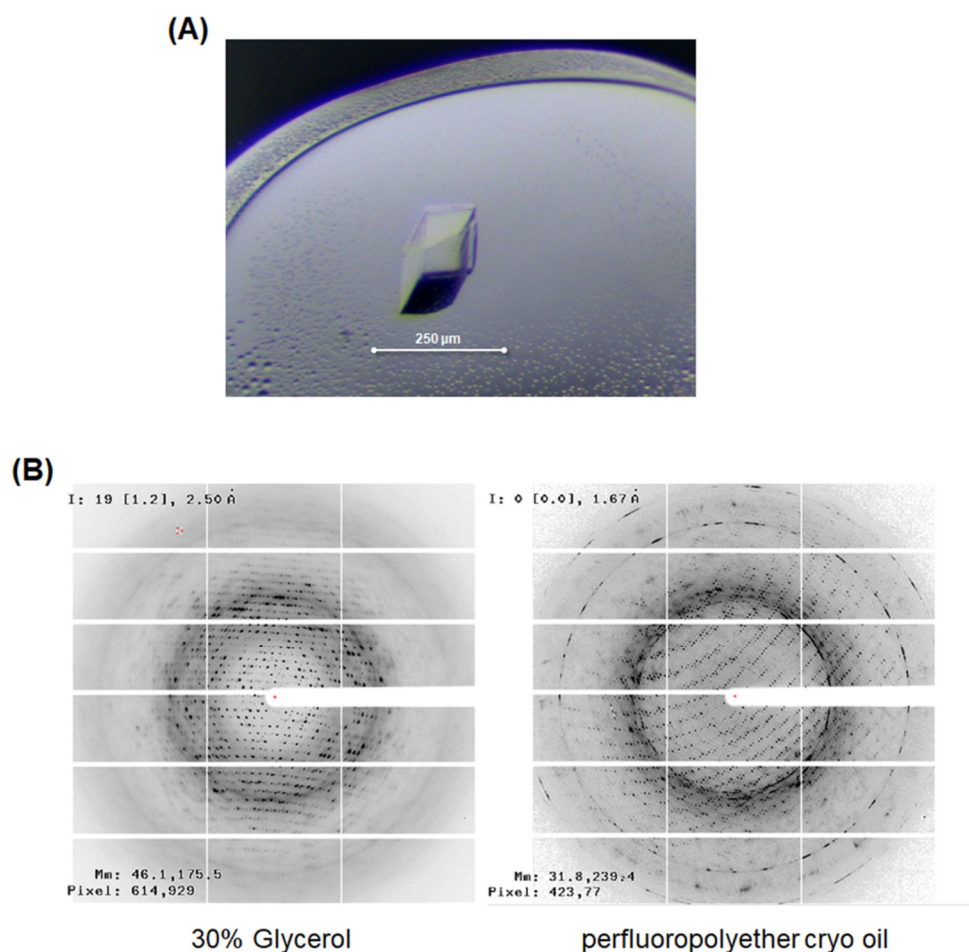 (A)
250 µm
(B)
I: 19 [1.2], 2.50 Å
I: 0 [0.0], 1.67 Å
Mm: 46.1,175.5
Pixel: 614,929
Mm: 31.8,239.4
Pixel: 423,77
30% Glycerol
perfluoropolyether cryo oil